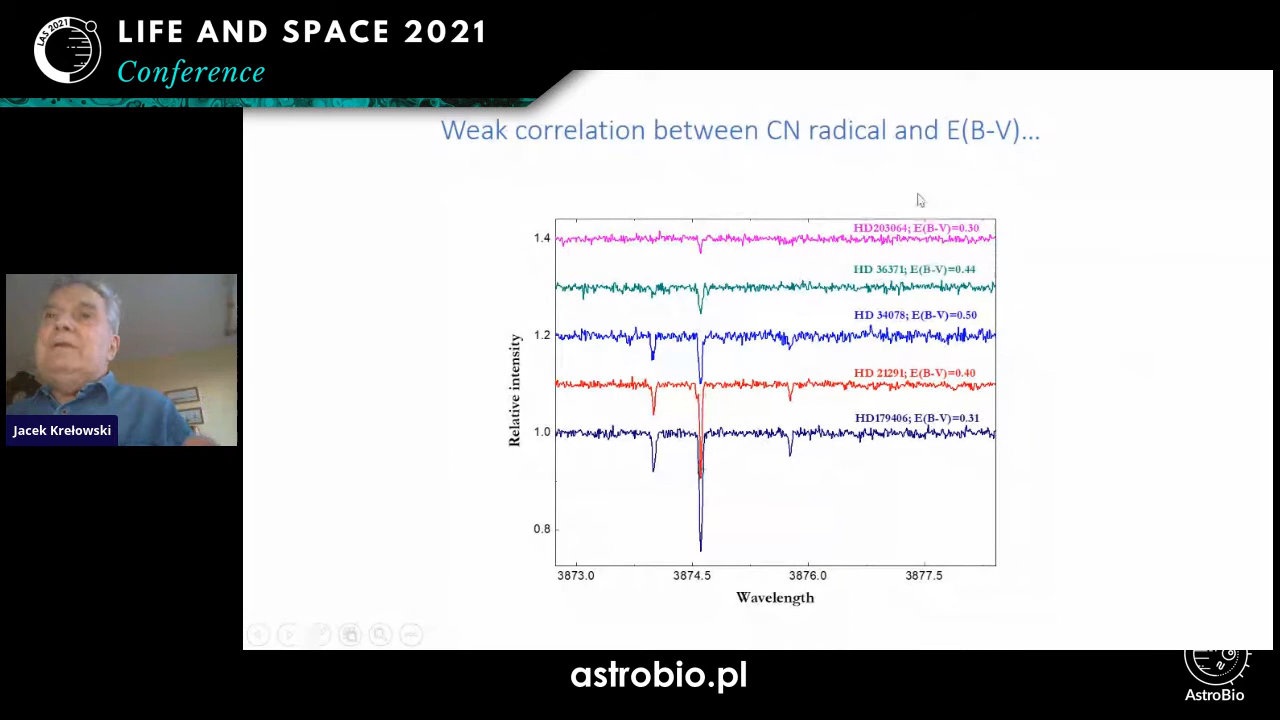 LAS 2021
LIFE AND SPACE 2021
Conference
Weak correlation between CN radical and E(B-V)...
1.4
HD203064; E(B-V)=0.30
HD 36371; E(B-V)=0.44
1.2
HD 34078; E(B-V)=0.50
HD 21291; E(B-V)=0.40
1.0
HD179406; E(B-V)=0.31
0.8
Relative intensity
3873.0 3874.5 3876.0 3877.5
Wavelength
Jacek Krełowski
astrobio.pl
AstroBio